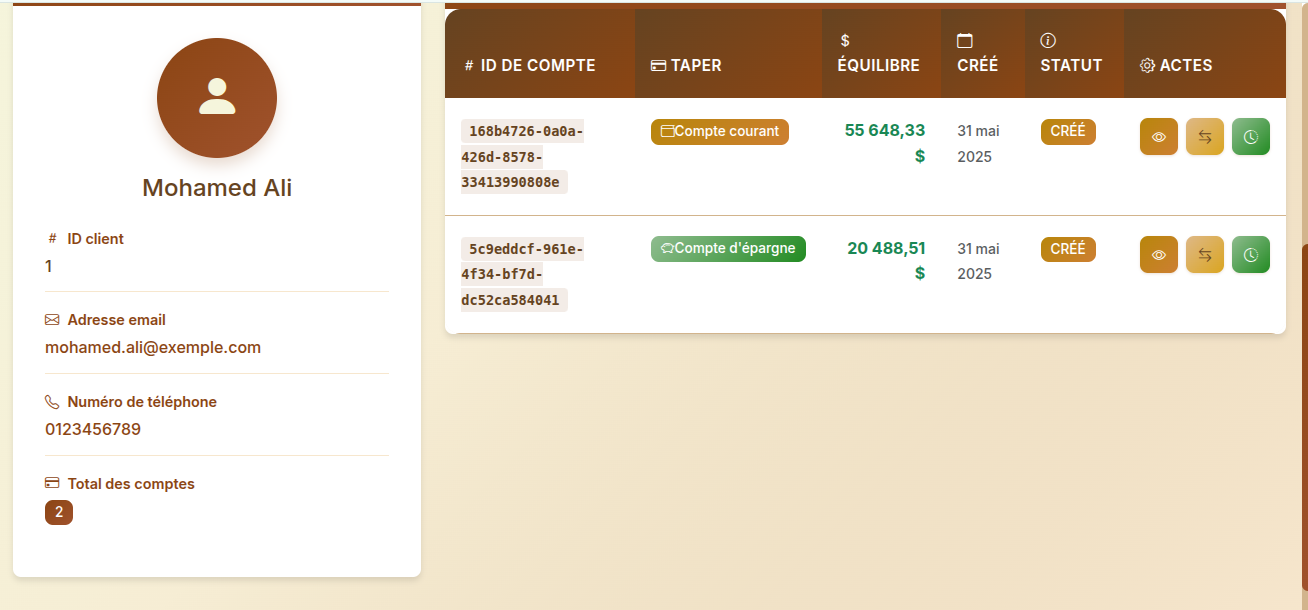 Mohamed Ali
# ID client
1
Adresse email
mohamed.ali@exemple.com
Numéro de téléphone
0123456789
Total des comptes
2
# ID DE COMPTE
TAPER
$
ÉQUILIBRE
CRÉÉ
STATUT
ACTES
168b4726-0a0a-
426d-8578-
33413990808e
Compte courant
55 648,33
$
31 mai
2025
CRÉÉ
5c9eddcf-961e-
4f34-bf7d-
dc52ca584041
Compte d'épargne
20 488,51
$
31 mai
2025
CRÉÉ